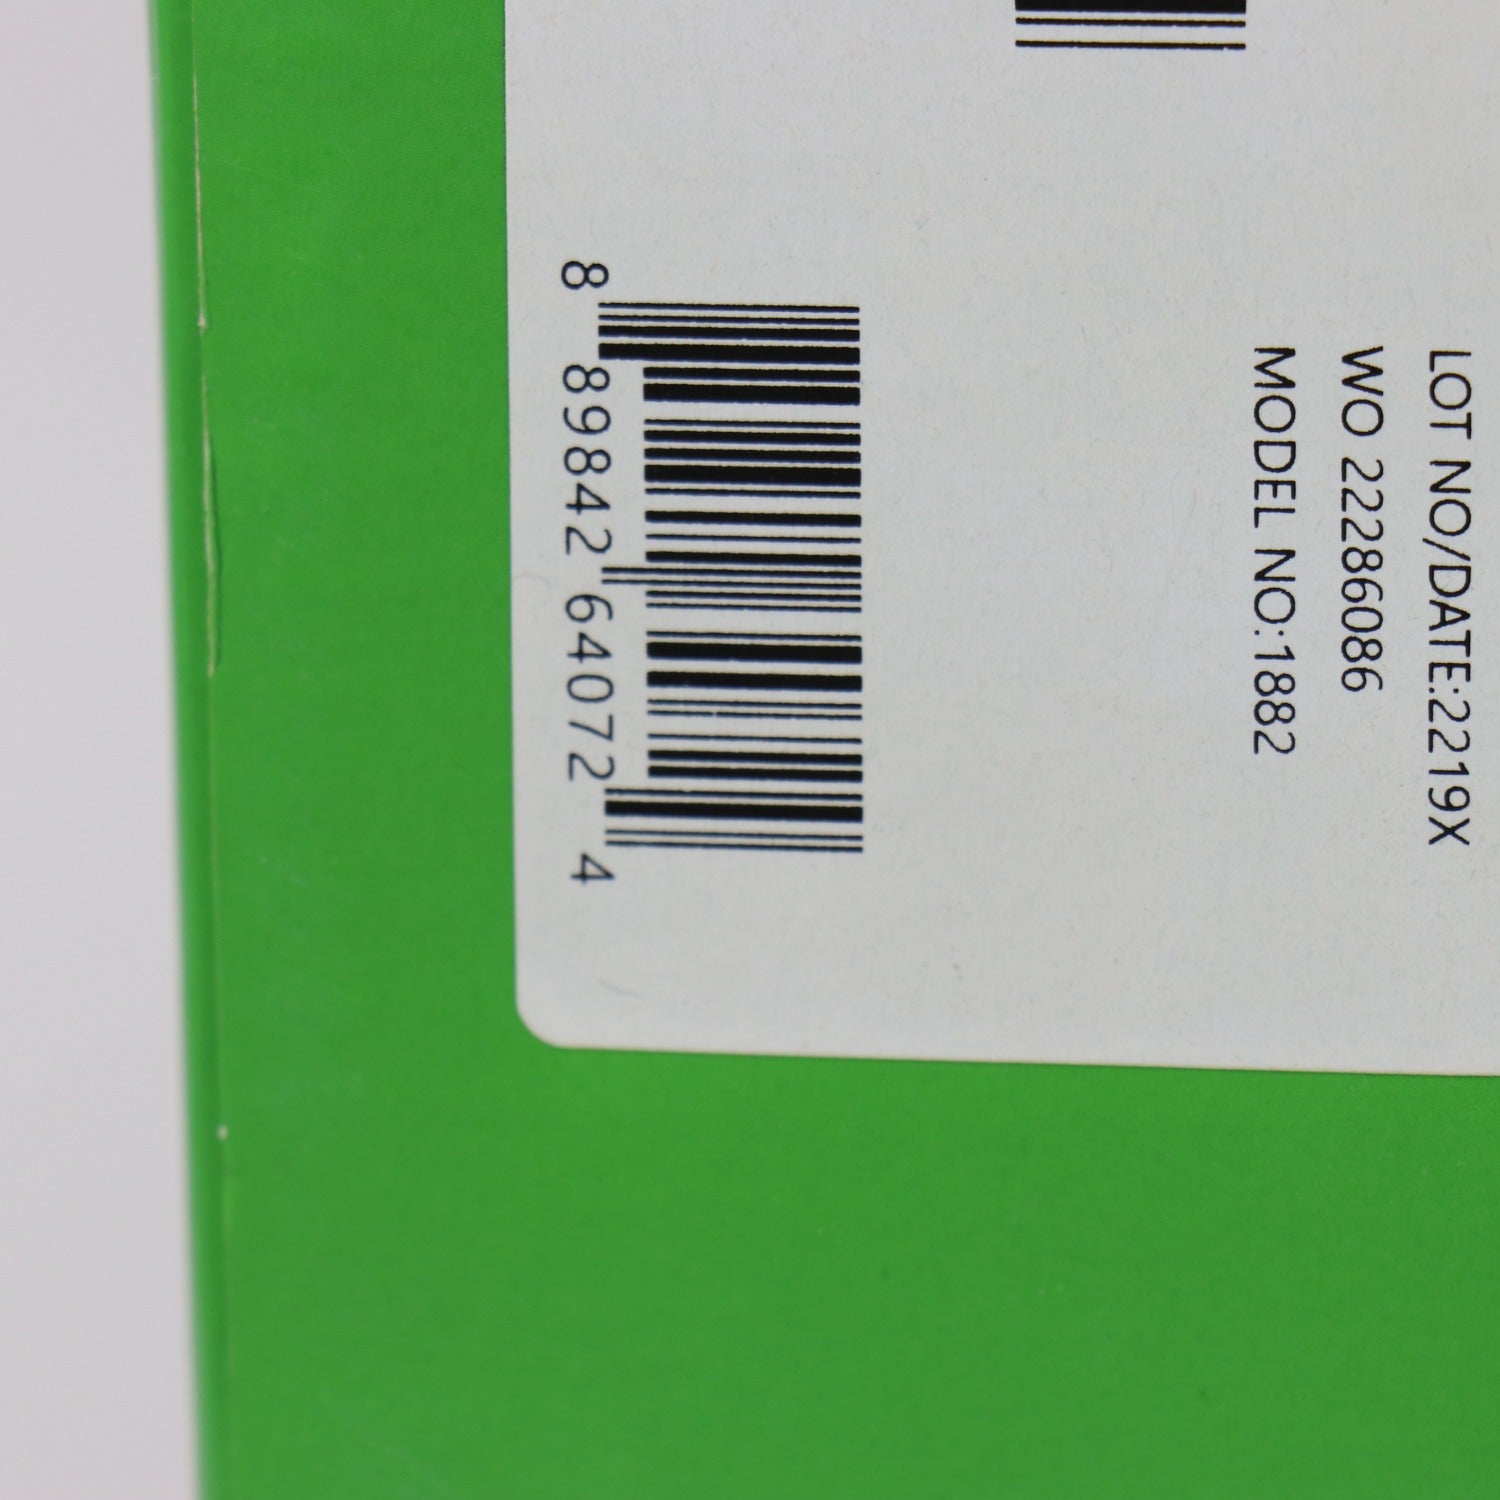 LOT NO/DATE:2219X
WO 22286086
MODEL NO:1882
8 89842 64072 4